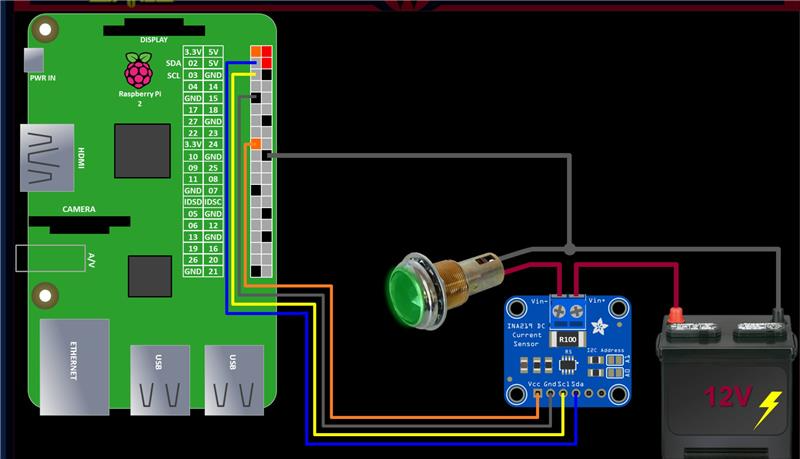 DISPLAY
PWR IN
Raspberry Pi
2
HDMI
CAMERA
A/V
ETHERNET
USB
USB
SDA
SCL
3.3V 5V
02 5V
03 GND
04 14
GND 15
17 18
27 GND
22 23
3.3V 24
10 GND
09 25
11 08
GND 07
IDSD IDSC
05 GND
06 12
13 GND
19 16
26 20
GND 21
Vin- Vin+
INA219 DC
Current
Sensor
R100
RS
I2C Address
A1
A0
Vcc Gnd Scl Sda
12V